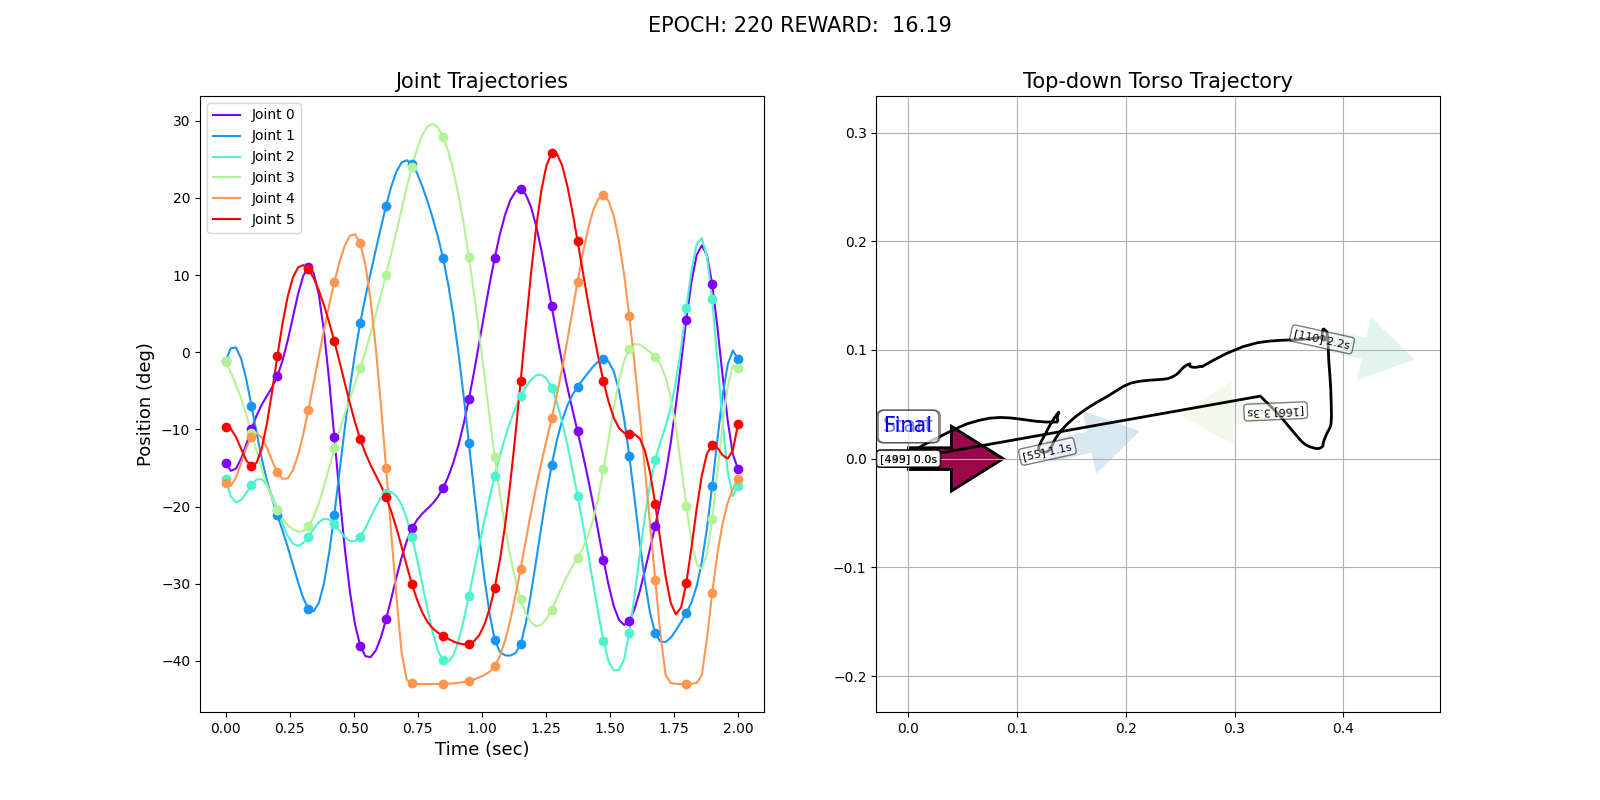 EPOCH: 220 REWARD:  16.19
Joint Trajectories
Joint 0
Joint 1
Joint 2
Joint 3
Joint 4
Joint 5
30
20
10
0
−10
−20
−30
−40
Position (deg)
0.00 0.25 0.50 0.75 1.00 1.25 1.50 1.75 2.00
Time (sec)
Top-down Torso Trajectory
0.3
0.2
0.1
0.0
−0.1
−0.2
[110] 2.2s
[166] 3.3s
Final
[55] 1.1s
[499] 0.0s
0.0 0.1 0.2 0.3 0.4